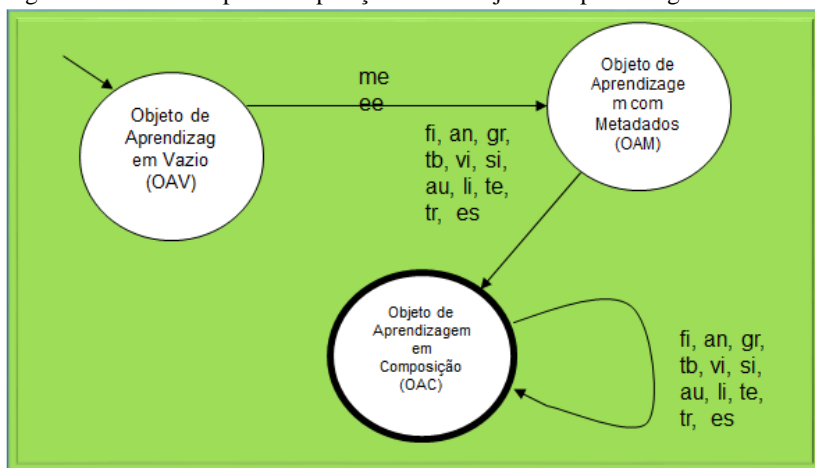 me
ee
Objeto de
Aprendizag
em Vazio
(OAV)
Objeto de
Aprendizage
m com
Metadados
(OAM)
fi, an, gr,
tb, vi, si,
au, li, te,
tr, es
Objeto de
Aprendizagem
em
Composição
(OAC)
fi, an, gr,
tb, vi, si,
au, li, te,
tr, es